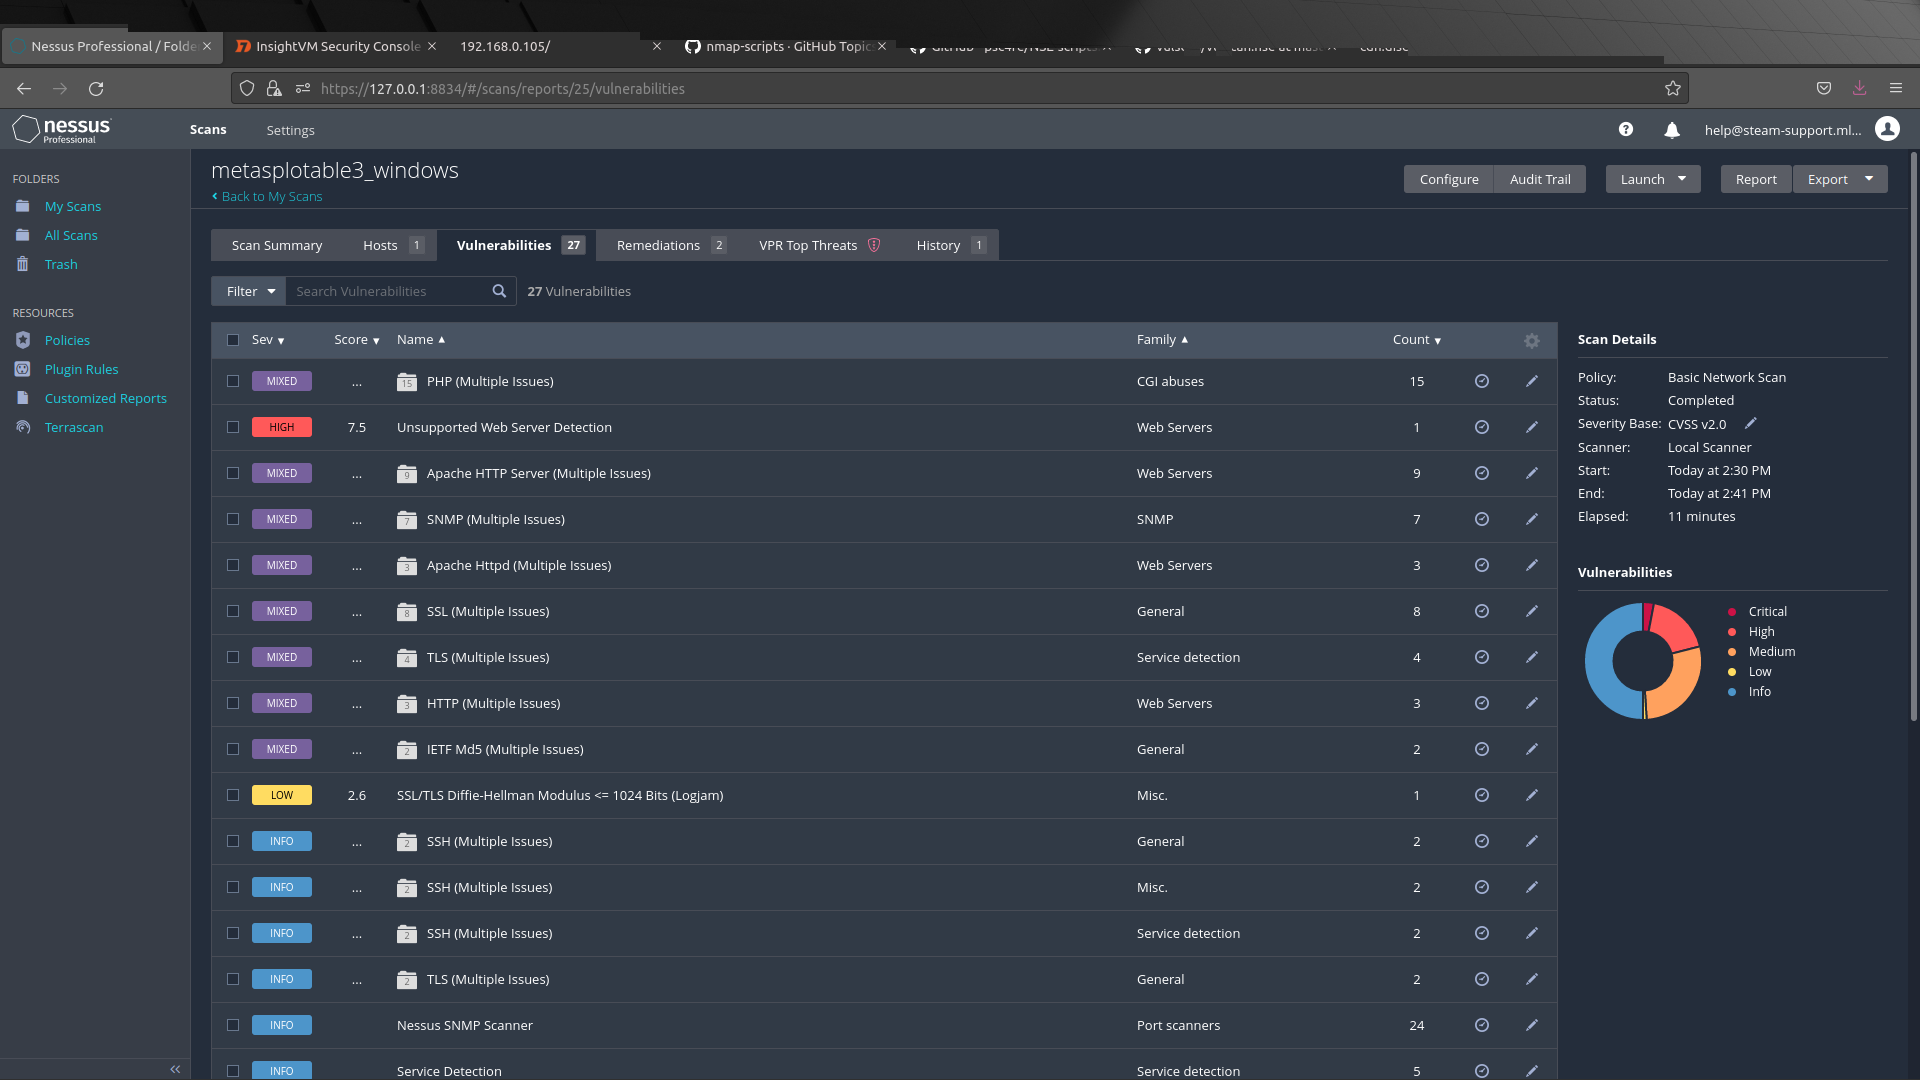 Nessus Professional / Folde
InsightVM Security Console
192.168.0.105/
nmap-scripts · GitHub Topic
https://127.0.0.1:8834/#/scans/reports/25/vulnerabilities
nessus
Professional
Scans
Settings
help@steam-support.ml...
FOLDERS
My Scans
All Scans
Trash
RESOURCES
Policies
Plugin Rules
Customized Reports
Terrascan
metasplotable3_windows
Back to My Scans
Configure
Audit Trail
Launch
Report
Export
Scan Summary
Hosts 1
Vulnerabilities 27
Remediations 2
VPR Top Threats
History 1
Filter
Search Vulnerabilities
27 Vulnerabilities
Sev Score Name Family Count
MIXED ... 15 PHP (Multiple Issues) CGI abuses 15
HIGH 7.5 Unsupported Web Server Detection Web Servers 1
MIXED ... 9 Apache HTTP Server (Multiple Issues) Web Servers 9
MIXED ... 7 SNMP (Multiple Issues) SNMP 7
MIXED ... 3 Apache Httpd (Multiple Issues) Web Servers 3
MIXED ... 8 SSL (Multiple Issues) General 8
MIXED ... 4 TLS (Multiple Issues) Service detection 4
MIXED ... 3 HTTP (Multiple Issues) Web Servers 3
MIXED ... 2 IETF Md5 (Multiple Issues) General 2
LOW 2.6 SSL/TLS Diffie-Hellman Modulus <= 1024 Bits (Logjam) Misc. 1
INFO ... 2 SSH (Multiple Issues) General 2
INFO ... 2 SSH (Multiple Issues) Misc. 2
INFO ... 2 SSH (Multiple Issues) Service detection 2
INFO ... 2 TLS (Multiple Issues) General 2
INFO Nessus SNMP Scanner Port scanners 24
INFO Service Detection Service detection 5
Scan Details
Policy: Basic Network Scan
Status: Completed
Severity Base: CVSS v2.0
Scanner: Local Scanner
Start: Today at 2:30 PM
End: Today at 2:41 PM
Elapsed: 11 minutes
Vulnerabilities
Critical
High
Medium
Low
Info